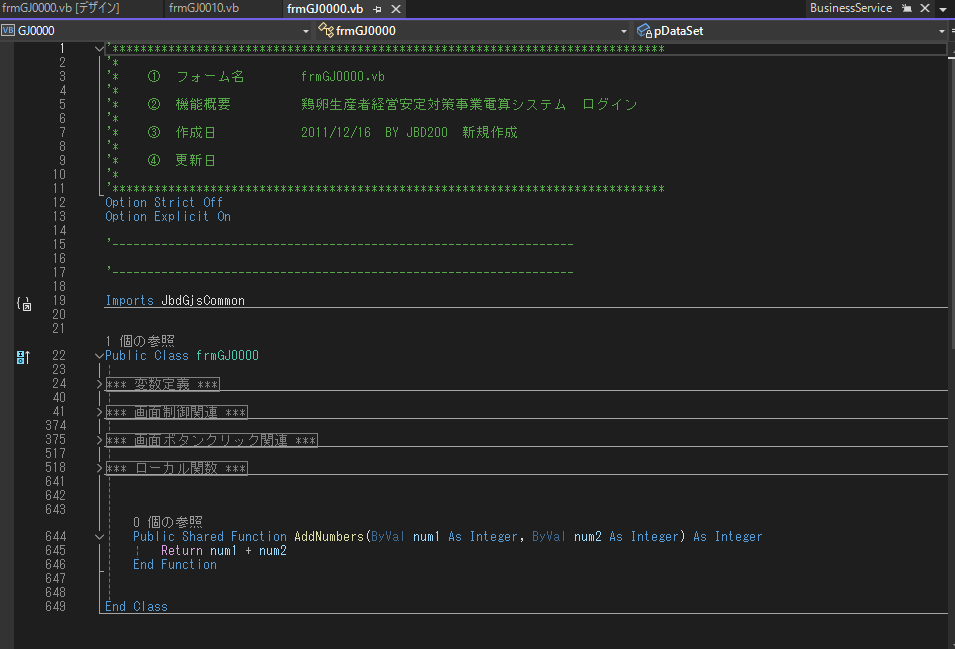 frmGJ0000.vb [デザイン] frmGJ0010.vb frmGJ0000.vb BusinessService
VB GJ0000 frmGJ0000 pDataSet
1 '*******************************************************************************
2 '*
3 '* ① フォーム名 frmGJ0000.vb
4 '*
5 '* ② 機能概要 鶏卵生産者経営安定対策事業電算システム ログイン
6 '*
7 '* ③ 作成日 2011/12/16 BY JBD200 新規作成
8 '*
9 '* ④ 更新日
10 '*
11 '*******************************************************************************
12 Option Strict Off
13 Option Explicit On
14
15 '------------------------------------------------------------------
16
17 '------------------------------------------------------------------
18
19 Imports JbdGjsCommon
20
21
1 個の参照
22 Public Class frmGJ0000
23
24 *** 変数定義 ***
40
41 *** 画面制御関連 ***
374
375 *** 画面ボタンクリック関連 ***
517
518 *** ローカル関数 ***
641
642
643
0 個の参照
644 Public Shared Function AddNumbers(ByVal num1 As Integer, ByVal num2 As Integer) As Integer
645 Return num1 + num2
646 End Function
647
648
649 End Class